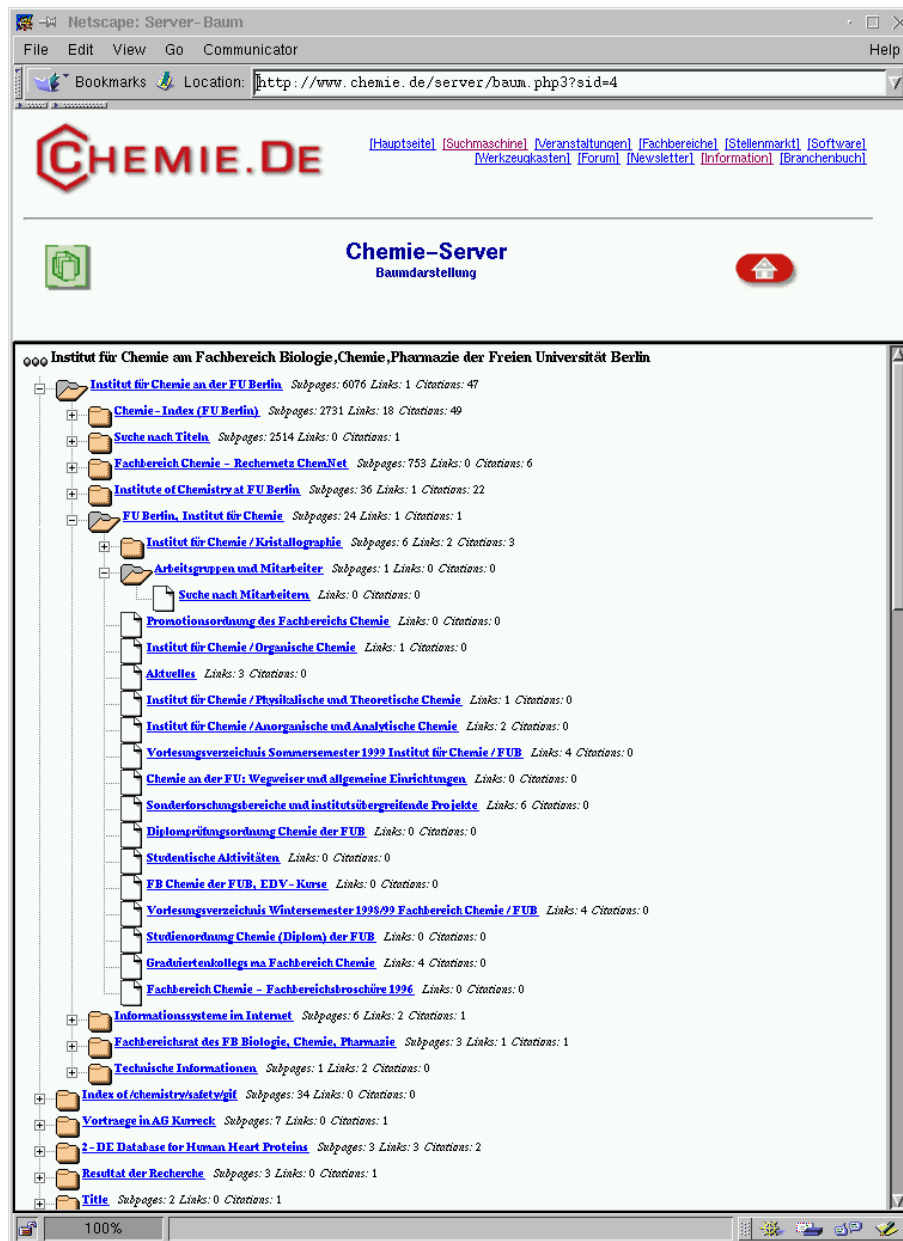 Netscape: Server-Baum
File Edit View Go Communicator Help
Bookmarks Location: http://www.chemie.de/server/baum.php3?sid=4
CHEMIE.DE
[Hauptseite] [Suchmaschine] [Veranstaltungen] [Fachbereiche] [Stellenmarkt] [Software]
[Werkzeugkasten] [Forum] [Newsletter] [Information] [Branchenbuch]
Chemie-Server
Baumdarstellung
Institut für Chemie am Fachbereich Biologie,Chemie,Pharmazie der Freien Universität Berlin
Institut für Chemie an der FU Berlin Subpages: 6076 Links: 1 Citations: 47
Chemie-Index (FU Berlin) Subpages: 2731 Links: 18 Citations: 49
Suche nach Titeln Subpages: 2514 Links: 0 Citations: 1
Fachbereich Chemie - Rechernetz ChemNet Subpages: 753 Links: 0 Citations: 6
Institute of Chemistry at FU Berlin Subpages: 36 Links: 1 Citations: 22
FU Berlin, Institut für Chemie Subpages: 24 Links: 1 Citations: 1
Institut für Chemie / Kristallographie Subpages: 6 Links: 2 Citations: 3
Arbeitsgruppen und Mitarbeiter Subpages: 1 Links: 0 Citations: 0
Suche nach Mitarbeitern Links: 0 Citations: 0
Promotionsordnung des Fachbereichs Chemie Links: 0 Citations: 0
Institut für Chemie / Organische Chemie Links: 1 Citations: 0
Aktuelles Links: 3 Citations: 0
Institut für Chemie / Physikalische und Theoretische Chemie Links: 1 Citations: 0
Institut für Chemie / Anorganische und Analytische Chemie Links: 2 Citations: 0
Vorlesungsverzeichnis Sommersemester 1999 Institut für Chemie / FUB Links: 4 Citations: 0
Chemie an der FU: Wegweiser und allgemeine Einrichtungen Links: 0 Citations: 0
Sonderforschungsbereiche und institutsübergreifende Projekte Links: 6 Citations: 0
Diplomprüfungsordnung Chemie der FUB Links: 0 Citations: 0
Studentische Aktivitäten Links: 0 Citations: 0
FB Chemie der FUB, EDV-Kurse Links: 0 Citations: 0
Vorlesungsverzeichnis Wintersemester 1998/99 Fachbereich Chemie / FUB Links: 4 Citations: 0
Studienordnung Chemie (Diplom) der FUB Links: 0 Citations: 0
Graduiertenkollegs ma Fachbereich Chemie Links: 4 Citations: 0
Fachbereich Chemie - Fachbereichsbroschüre 1996 Links: 0 Citations: 0
Informationssysteme im Internet Subpages: 6 Links: 2 Citations: 1
Fachbereichsrat des FB Biologie, Chemie, Pharmazie Subpages: 3 Links: 1 Citations: 1
Technische Informationen Subpages: 1 Links: 2 Citations: 0
Index of /chemistry/safety/gif Subpages: 34 Links: 0 Citations: 0
Vortraege in AG Kurreck Subpages: 7 Links: 0 Citations: 1
2-DE Database for Human Heart Proteins Subpages: 3 Links: 3 Citations: 2
Resultat der Recherche Subpages: 3 Links: 0 Citations: 1
Title Subpages: 2 Links: 0 Citations: 1
100%